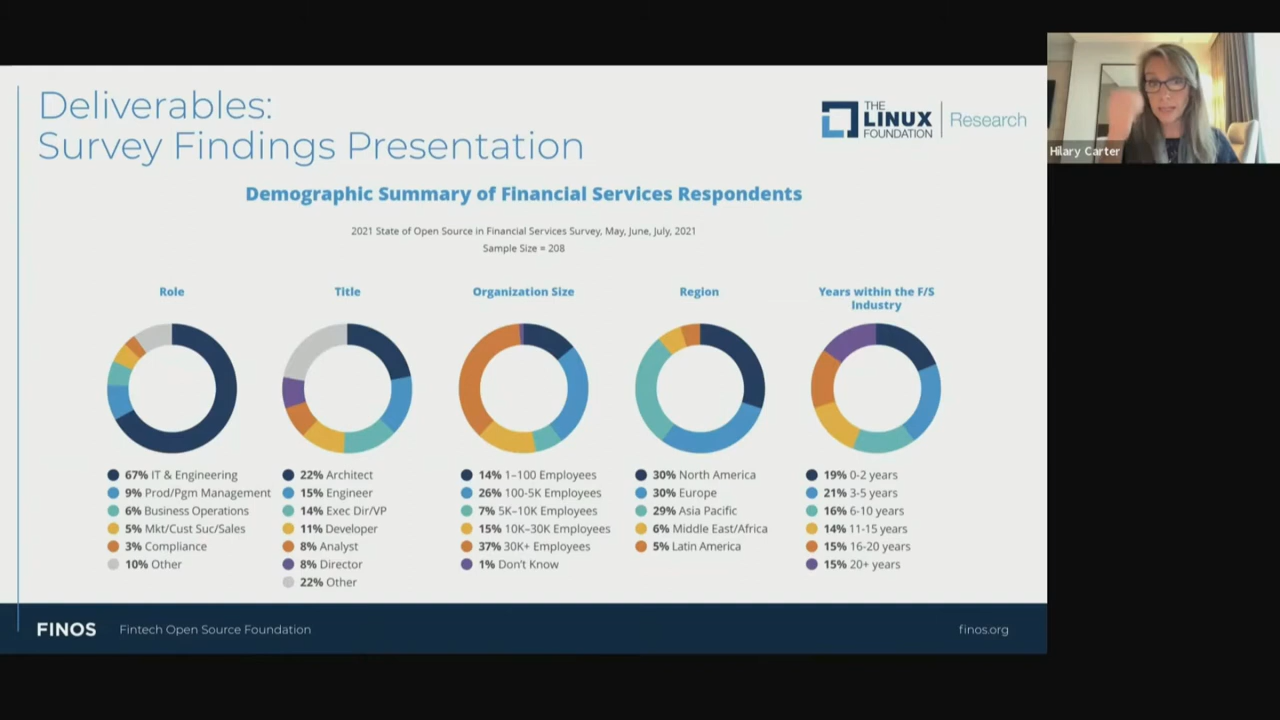 Deliverables:
Survey Findings Presentation
THE
LINUX
FOUNDATION
Research
Hilary Carter
Demographic Summary of Financial Services Respondents
2021 State of Open Source in Financial Services Survey, May, June, July, 2021
Sample Size = 208
Role
67% IT & Engineering
9% Prod/Pgm Management
6% Business Operations
5% Mkt/Cust Suc/Sales
3% Compliance
10% Other
Title
22% Architect
15% Engineer
14% Exec Dir/VP
11% Developer
8% Analyst
8% Director
22% Other
Organization Size
14% 1–100 Employees
26% 100-5K Employees
7% 5K–10K Employees
15% 10K–30K Employees
37% 30K+ Employees
1% Don't Know
Region
30% North America
30% Europe
29% Asia Pacific
6% Middle East/Africa
5% Latin America
Years within the F/S
Industry
19% 0-2 years
21% 3-5 years
16% 6-10 years
14% 11-15 years
15% 16-20 years
15% 20+ years
FINOS
Fintech Open Source Foundation
finos.org